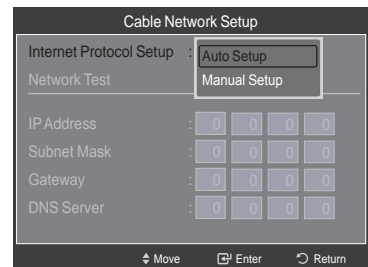 Cable Network Setup
Internet Protocol Setup : Auto Setup
Manual Setup
Network Test
IP Address : 0 0 0 0
Subnet Mask : 0 0 0 0
Gateway : 0 0 0 0
DNS Server : 0 0 0 0
Move Enter Return